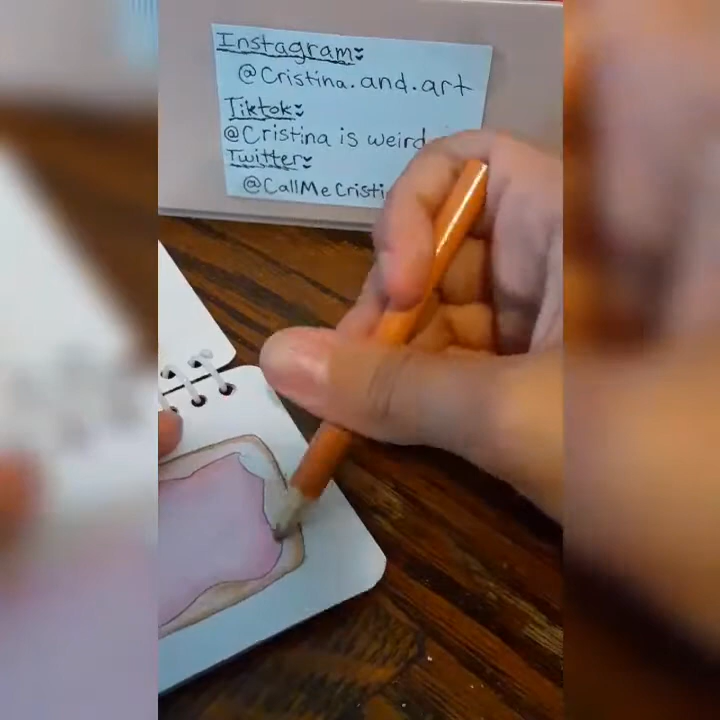 Instagram:
@Cristina.and.art
Tiktok:
@Cristina is weird
Twitter:
@CallMeCristi